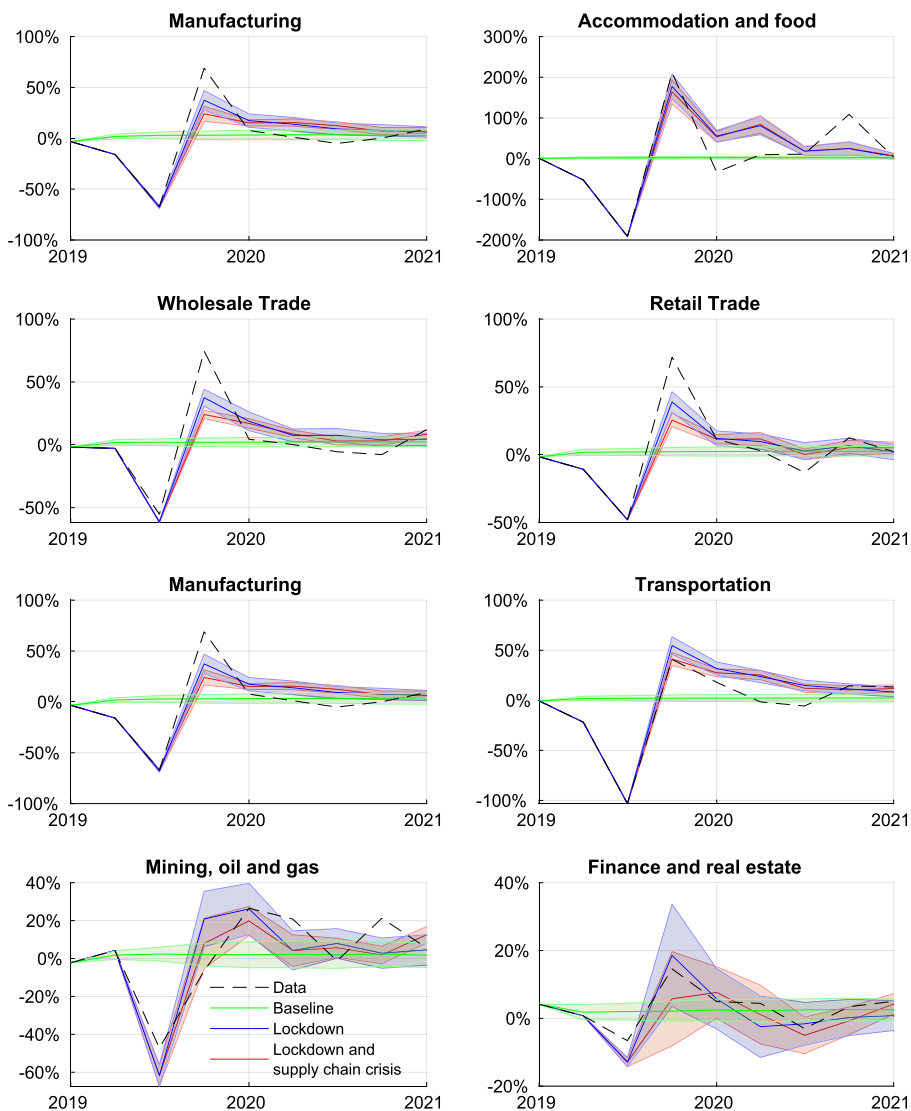 Manufacturing
100%
50%
0%
-50%
-100%
2019 2020 2021
Accommodation and food
300%
200%
100%
0%
-100%
-200%
2019 2020 2021
Wholesale Trade
100%
50%
0%
-50%
2019 2020 2021
Retail Trade
100%
50%
0%
-50%
2019 2020 2021
Manufacturing
100%
50%
0%
-50%
-100%
2019 2020 2021
Transportation
100%
50%
0%
-50%
-100%
2019 2020 2021
Mining, oil and gas
40%
20%
0%
-20%
-40%
-60%
Data
Baseline
Lockdown
Lockdown and
supply chain crisis
2019 2020 2021
Finance and real estate
40%
20%
0%
-20%
2019 2020 2021